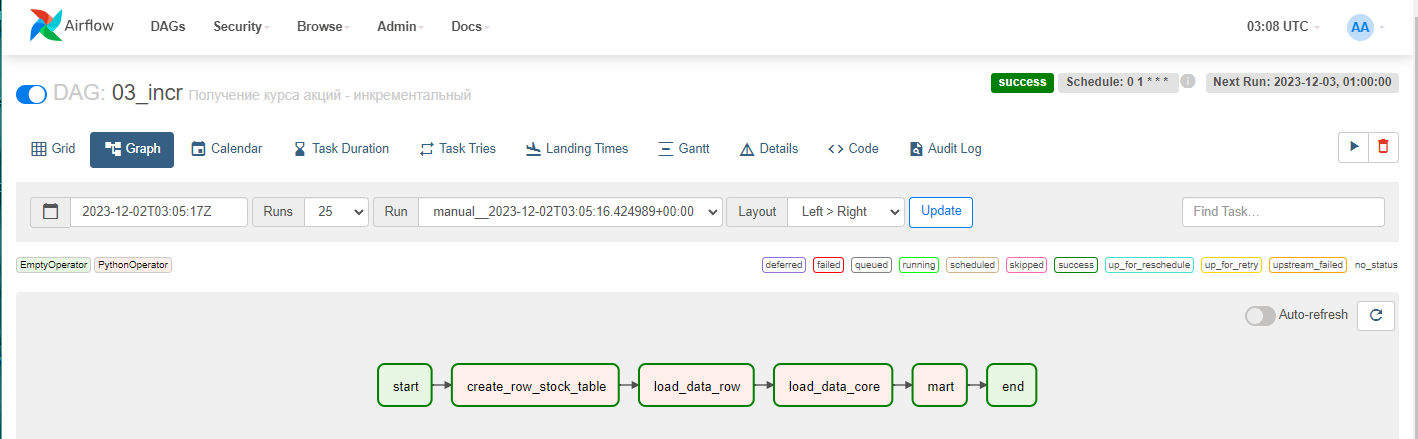 Airflow DAGs Security Browse Admin Docs 03:08 UTC AA
DAG: 03_incr Получение курса акций - инкрементальный success Schedule: 0 1 * * * i Next Run: 2023-12-03, 01:00:00
Grid Graph Calendar Task Duration Task Tries Landing Times Gantt Details <> Code Audit Log
2023-12-02T03:05:17Z Runs 25 Run manual__2023-12-02T03:05:16.424989+00:00 Layout Left > Right Update Find Task...
EmptyOperator PythonOperator deferred failed queued running scheduled skipped success up_for_reschedule up_for_retry upstream_failed no_status
Auto-refresh
start create_row_stock_table load_data_row load_data_core mart end